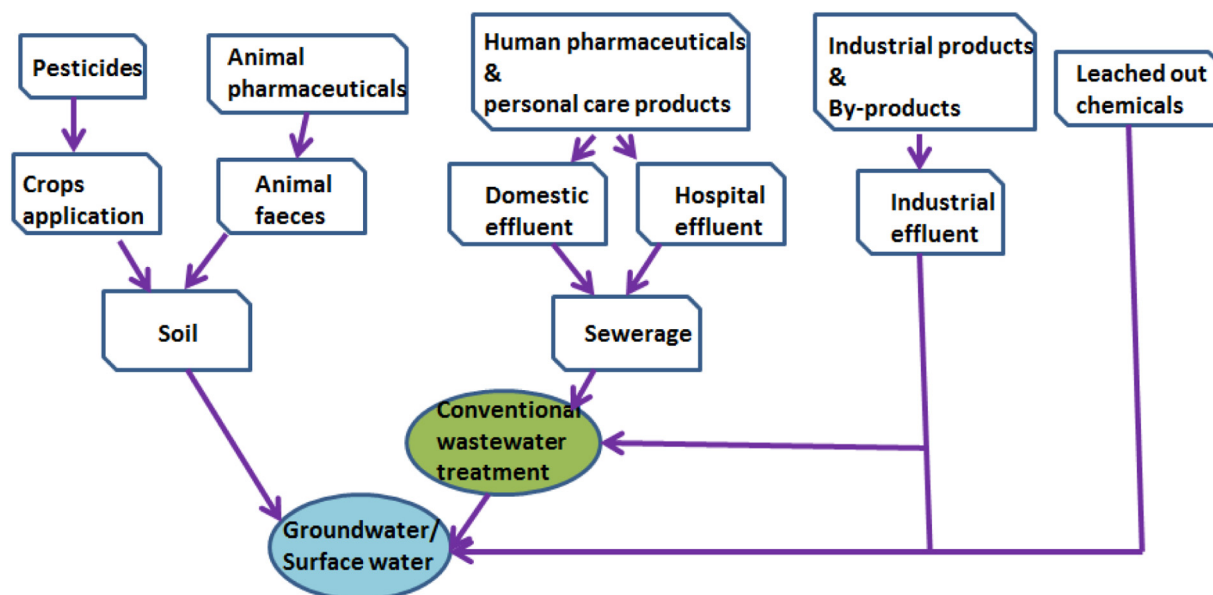 Pesticides
Animal
pharmaceuticals
Human pharmaceuticals
&
personal care products
Industrial products
&
By-products
Leached out
chemicals
Crops
application
Animal
faeces
Domestic
effluent
Hospital
effluent
Industrial
effluent
Soil
Sewerage
Conventional
wastewater
treatment
Groundwater/
Surface water